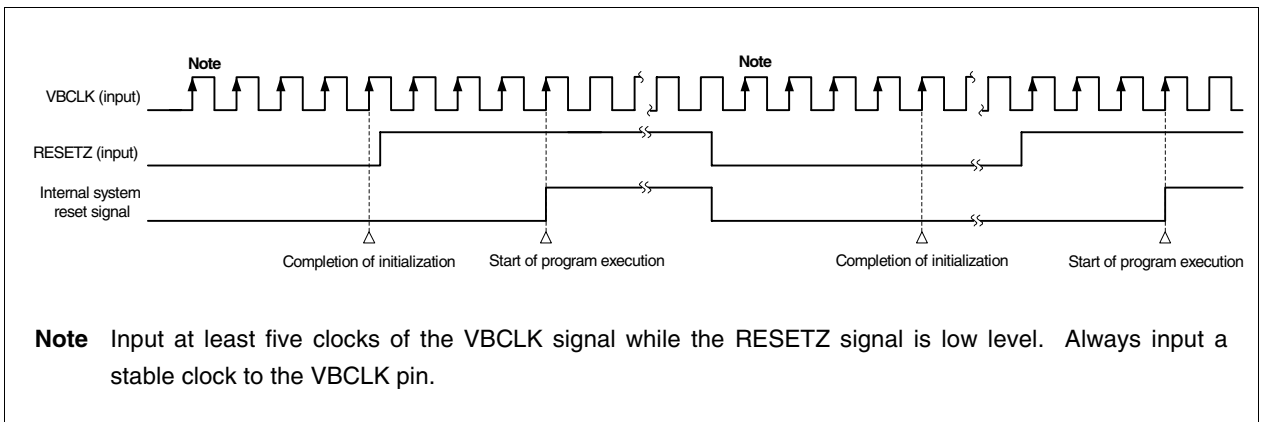 Note
Note
VBCLK (input)
RESETZ (input)
Internal system
reset signal
Completion of initialization
Start of program execution
Completion of initialization
Start of program execution
Note Input at least five clocks of the VBCLK signal while the RESETZ signal is low level. Always input a
stable clock to the VBCLK pin.